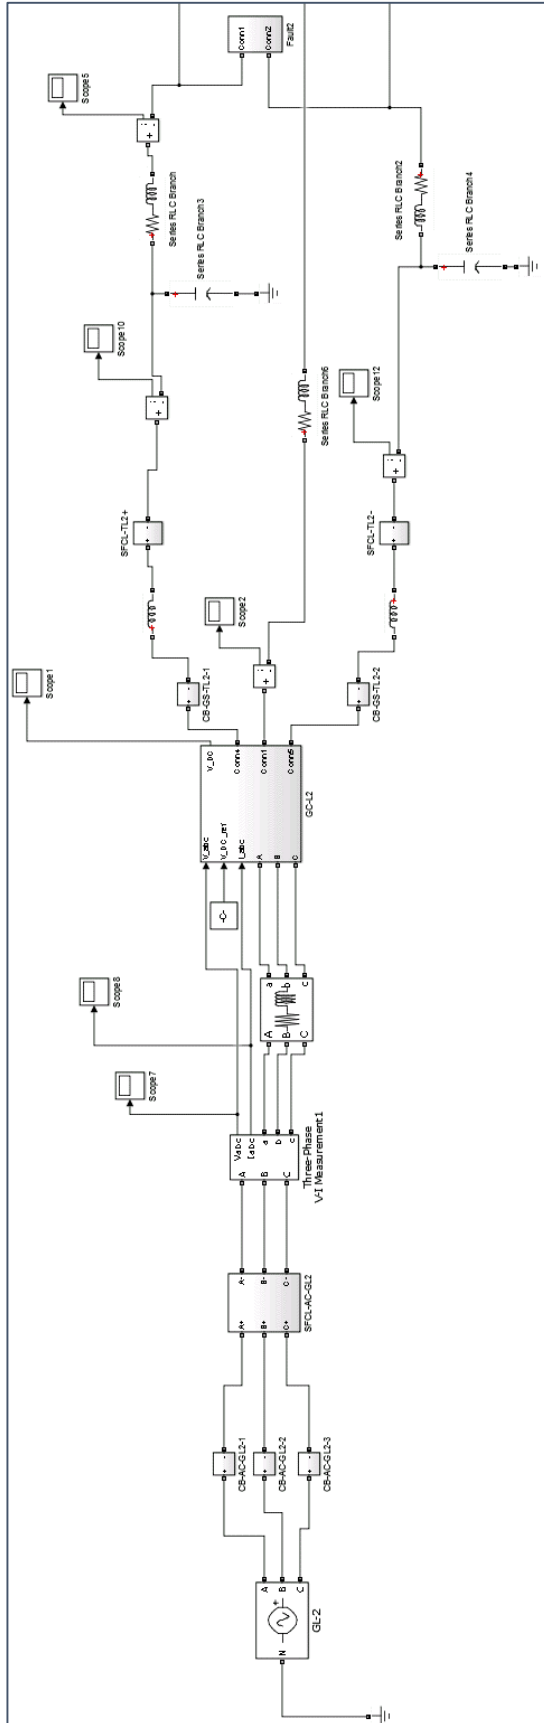 N
GL-2
A
B
C
CB-AC-GL2-1
CB-AC-GL2-2
CB-AC-GL2-3
+ -
+ -
+ -
A+
B+
C+
A-
B-
C-
SFCL-AC-GL2
A
B
C
Vabc
Iabc
a
b
c
Three-Phase
V-I Measurement1
Scope7
Scope8
A
B
C
a
b
c
-C-
V_abc
V_DC_ref
I_abc
A
B
C
V_DC
Conn4
Conn1
Conn5
GC-L2
Scope1
CB-GS-TL2-1
+ -
Scope2
+ i
CB-GS-TL2-2
+ -
SFCL-TL2+
+ -
SFCL-TL2-
+ -
Scope10
+ i
Scope12
+ i
Series RLC Branch6
Series RLC Branch3
Series RLC Branch
Series RLC Branch2
Series RLC Branch4
Scope5
+ i
Conn1
Conn2
Fault2